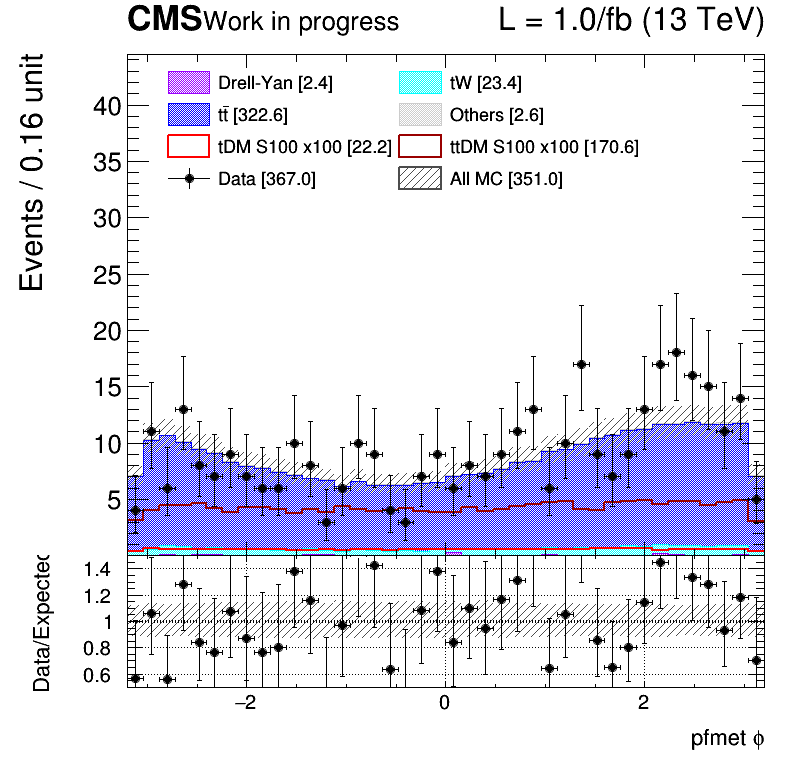 CMS Work in progress L = 1.0/fb (13 TeV)
Events / 0.16 unit
40
35
30
25
20
15
10
5
Drell-Yan [2.4]
tW [23.4]
tt̄ [322.6]
Others [2.6]
tDM S100 x100 [22.2]
ttDM S100 x100 [170.6]
Data [367.0]
All MC [351.0]
Data/Expected
1.4
1.2
1
0.8
0.6
−2 0 2
pfmet ϕ